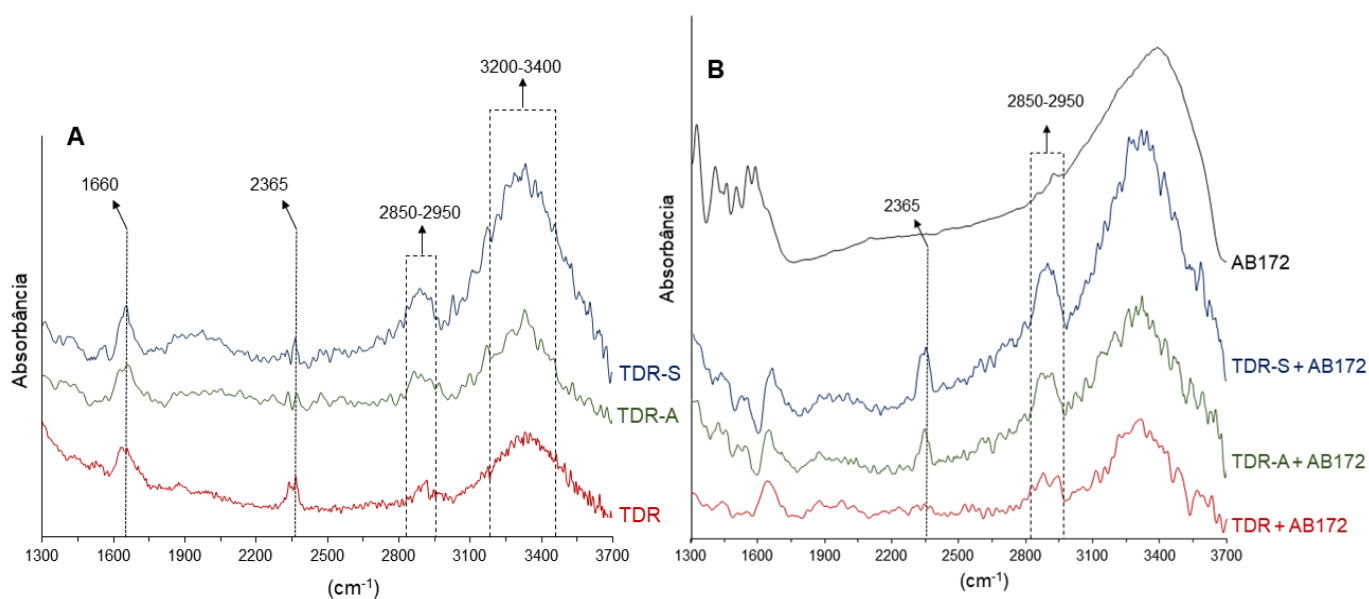 A
3200-3400
1660
2365
2850-2950
Absorbância
TDR-S
TDR-A
TDR
1300 1600 1900 2200 2500 2800 3100 3400 3700
(cm⁻¹)
B
2850-2950
2365
Absorbância
AB172
TDR-S + AB172
TDR-A + AB172
TDR + AB172
1300 1600 1900 2200 2500 2800 3100 3400 3700
(cm⁻¹)